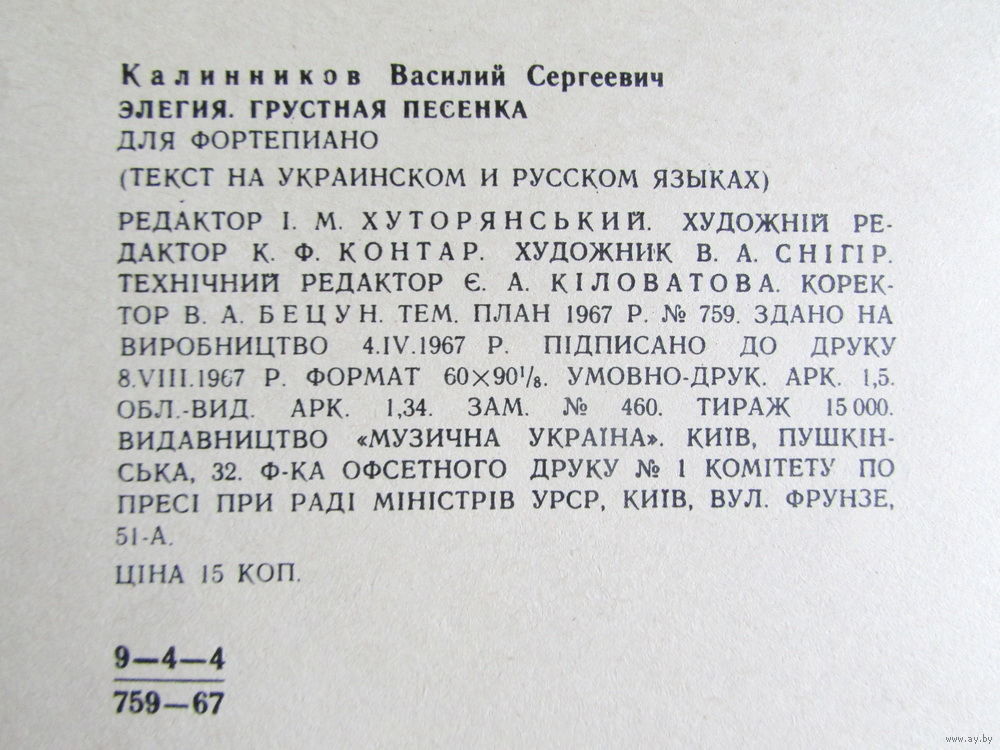 Калинников Василий Сергеевич
ЭЛЕГИЯ. ГРУСТНАЯ ПЕСЕНКА
ДЛЯ ФОРТЕПИАНО
(ТЕКСТ НА УКРАИНСКОМ И РУССКОМ ЯЗЫКАХ)
РЕДАКТОР І. М. ХУТОРЯНСЬКИЙ. ХУДОЖНІЙ РЕ-
ДАКТОР К. Ф. КОНТАР. ХУДОЖНИК В. А. СНІГІР.
ТЕХНІЧНИЙ РЕДАКТОР Є. А. КІЛОВАТОВА. КОРЕК-
ТОР В. А. БЕЦУН. ТЕМ. ПЛАН 1967 Р. № 759. ЗДАНО НА
ВИРОБНИЦТВО 4.IV.1967 Р. ПІДПИСАНО ДО ДРУКУ
8.VIII.1967 Р. ФОРМАТ 60×90¹/₈. УМОВНО-ДРУК. АРК. 1,5.
ОБЛ.-ВИД. АРК. 1,34. ЗАМ. № 460. ТИРАЖ 15 000.
ВИДАВНИЦТВО «МУЗИЧНА УКРАЇНА». КИЇВ, ПУШКІН-
СЬКА, 32. Ф-КА ОФСЕТНОГО ДРУКУ № 1 КОМІТЕТУ ПО
ПРЕСІ ПРИ РАДІ МІНІСТРІВ УРСР, КИЇВ, ВУЛ. ФРУНЗЕ,
51-А.
ЦІНА 15 КОП.
9—4—4
759—67
www.ay.by